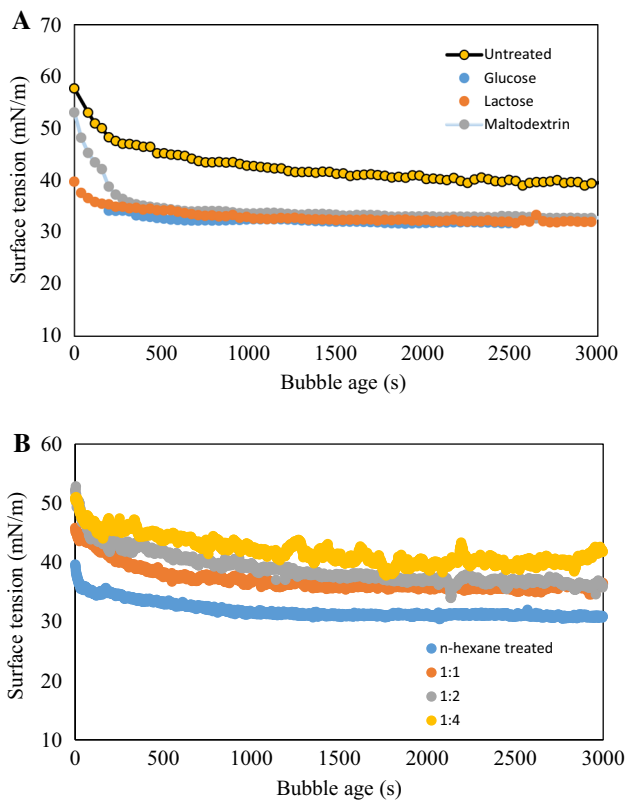 A
70
60
50
40
30
20
10
Surface tension (mN/m)
Untreated
Glucose
Lactose
Maltodextrin
0 500 1000 1500 2000 2500 3000
Bubble age (s)
B
60
50
40
30
20
10
Surface tension (mN/m)
n-hexane treated
1:1
1:2
1:4
0 500 1000 1500 2000 2500 3000
Bubble age (s)